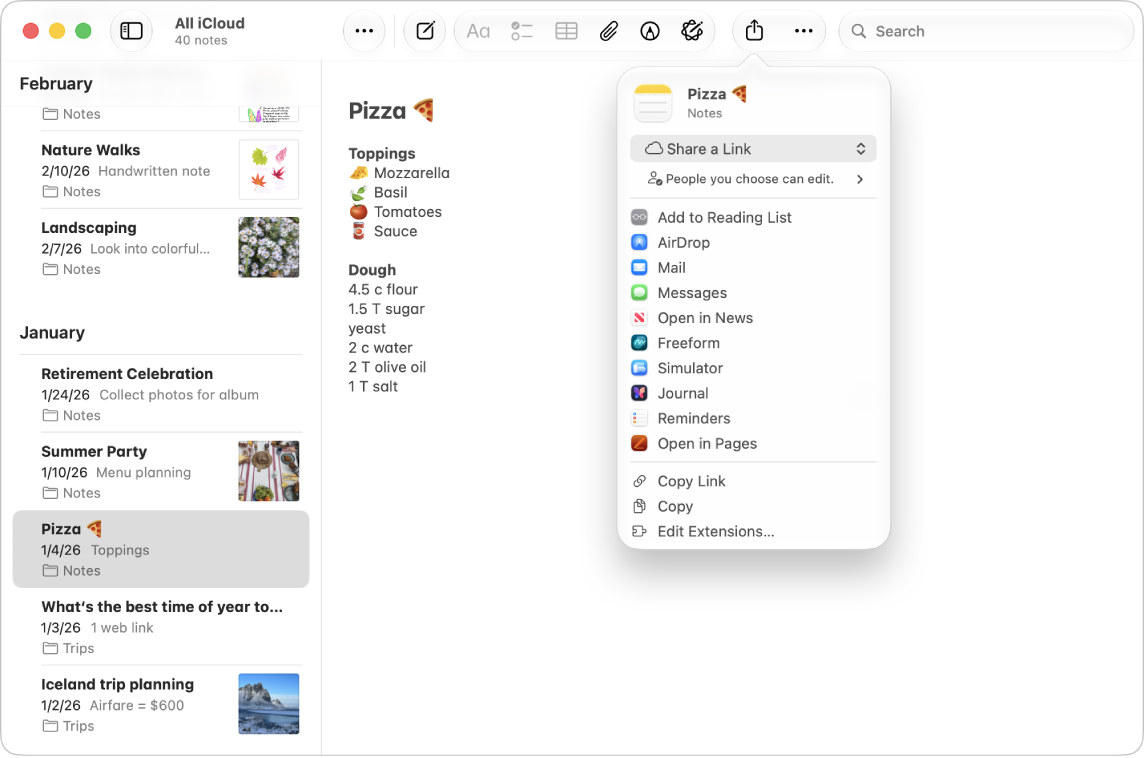 All iCloud
40 notes
Aa
Search
February
Notes
Nature Walks
2/10/26 Handwritten note
Notes
Landscaping
2/7/26 Look into colorful...
Notes
January
Retirement Celebration
1/24/26 Collect photos for album
Notes
Summer Party
1/10/26 Menu planning
Notes
Pizza 🍕
1/4/26 Toppings
Notes
What's the best time of year to...
1/3/26 1 web link
Trips
Iceland trip planning
1/2/26 Airfare = $600
Trips
Pizza 🍕
Toppings
🧀 Mozzarella
🌿 Basil
🍅 Tomatoes
🥫 Sauce
Dough
4.5 c flour
1.5 T sugar
yeast
2 c water
2 T olive oil
1 T salt
Pizza 🍕
Notes
Share a Link
People you choose can edit.
Add to Reading List
AirDrop
Mail
Messages
Open in News
Freeform
Simulator
Journal
Reminders
Open in Pages
Copy Link
Copy
Edit Extensions...